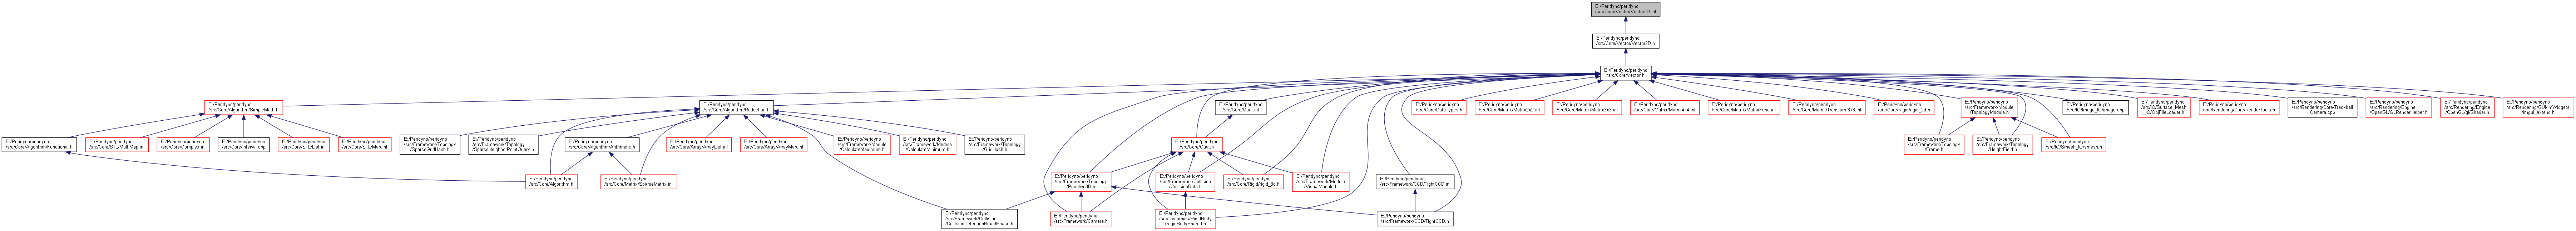 E:/Peridyno/peridyno
/src/Core/Vector/Vector2D.inl
E:/Peridyno/peridyno
/src/Core/Vector/Vector2D.h
E:/Peridyno/peridyno
/src/Core/Vector.h
E:/Peridyno/peridyno
/src/Core/Algorithm/SimpleMath.h
E:/Peridyno/peridyno
/src/Core/Algorithm/Reduction.h
E:/Peridyno/peridyno
/src/Core/Quat.inl
E:/Peridyno/peridyno
/src/Core/DataTypes.h
E:/Peridyno/peridyno
/src/Core/Matrix/Matrix2x2.inl
E:/Peridyno/peridyno
/src/Core/Matrix/Matrix3x3.inl
E:/Peridyno/peridyno
/src/Core/Matrix/Matrix4x4.inl
E:/Peridyno/peridyno
/src/Core/Matrix/MatrixFunc.inl
E:/Peridyno/peridyno
/src/Core/Matrix/Transform3x3.inl
E:/Peridyno/peridyno
/src/Core/Rigid/rigid_2d.h
E:/Peridyno/peridyno
/src/Framework/Module
/TopologyModule.h
E:/Peridyno/peridyno
/src/IO/Image_IO/image.cpp
E:/Peridyno/peridyno
/src/IO/Surface_Mesh
_IO/ObjFileLoader.h
E:/Peridyno/peridyno
/src/Rendering/Core/RenderTools.h
E:/Peridyno/peridyno
/src/Rendering/Core/Trackball
Camera.cpp
E:/Peridyno/peridyno
/src/Rendering/Engine
/OpenGL/GLRenderHelper.h
E:/Peridyno/peridyno
/src/Rendering/Engine
/OpenGL/gl/Shader.h
E:/Peridyno/peridyno
/src/Rendering/GUI/ImWidgets
/imgui_extend.h
E:/Peridyno/peridyno
/src/Core/Algorithm/Functional.h
E:/Peridyno/peridyno
/src/Core/STL/MultiMap.inl
E:/Peridyno/peridyno
/src/Core/Complex.inl
E:/Peridyno/peridyno
/src/Core/Internal.cpp
E:/Peridyno/peridyno
/src/Core/STL/List.inl
E:/Peridyno/peridyno
/src/Core/STL/Map.inl
E:/Peridyno/peridyno
/src/Framework/Topology
/SparseGridHash.h
E:/Peridyno/peridyno
/src/Framework/Topology
/SparseNeighborPointQuery.h
E:/Peridyno/peridyno
/src/Core/Algorithm/Arithmetic.h
E:/Peridyno/peridyno
/src/Core/Array/ArrayList.inl
E:/Peridyno/peridyno
/src/Core/Array/ArrayMap.inl
E:/Peridyno/peridyno
/src/Framework/Module
/CalculateMaximum.h
E:/Peridyno/peridyno
/src/Framework/Module
/CalculateMinimum.h
E:/Peridyno/peridyno
/src/Framework/Topology
/GridHash.h
E:/Peridyno/peridyno
/src/Core/Quat.h
E:/Peridyno/peridyno
/src/Framework/Topology
/Frame.h
E:/Peridyno/peridyno
/src/Framework/Topology
/HeightField.h
E:/Peridyno/peridyno
/src/IO/Smesh_IO/smesh.h
E:/Peridyno/peridyno
/src/Core/Algorithm.h
E:/Peridyno/peridyno
/src/Core/Matrix/SparseMatrix.inl
E:/Peridyno/peridyno
/src/Framework/Topology
/Primitive3D.h
E:/Peridyno/peridyno
/src/Framework/Collision
/CollisionData.h
E:/Peridyno/peridyno
/src/Core/Rigid/rigid_3d.h
E:/Peridyno/peridyno
/src/Framework/Module
/VisualModule.h
E:/Peridyno/peridyno
/src/Framework/CCD/TightCCD.inl
E:/Peridyno/peridyno
/src/Framework/Collision
/CollisionDetectionBroadPhase.h
E:/Peridyno/peridyno
/src/Framework/Camera.h
E:/Peridyno/peridyno
/src/Dynamics/RigidBody
/RigidBodyShared.h
E:/Peridyno/peridyno
/src/Framework/CCD/TightCCD.h